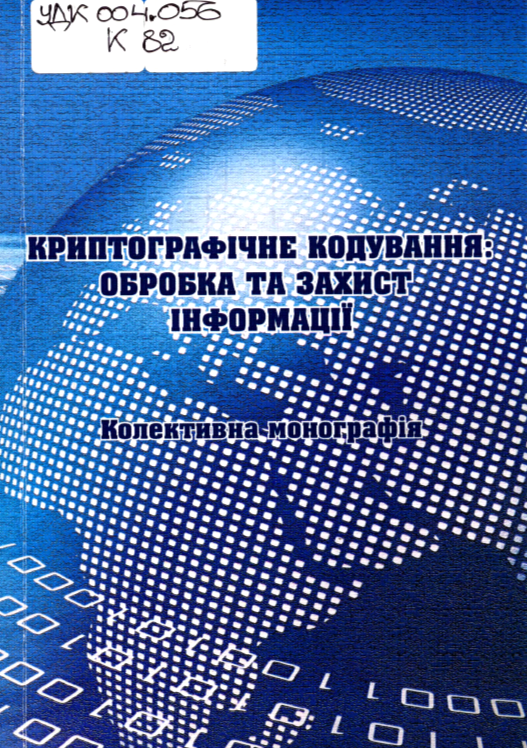 УДК 004.056
К 82
КРИПТОГРАФІЧНЕ КОДУВАННЯ:
ОБРОБКА ТА ЗАХИСТ
ІНФОРМАЦІЇ
Колективна монографія